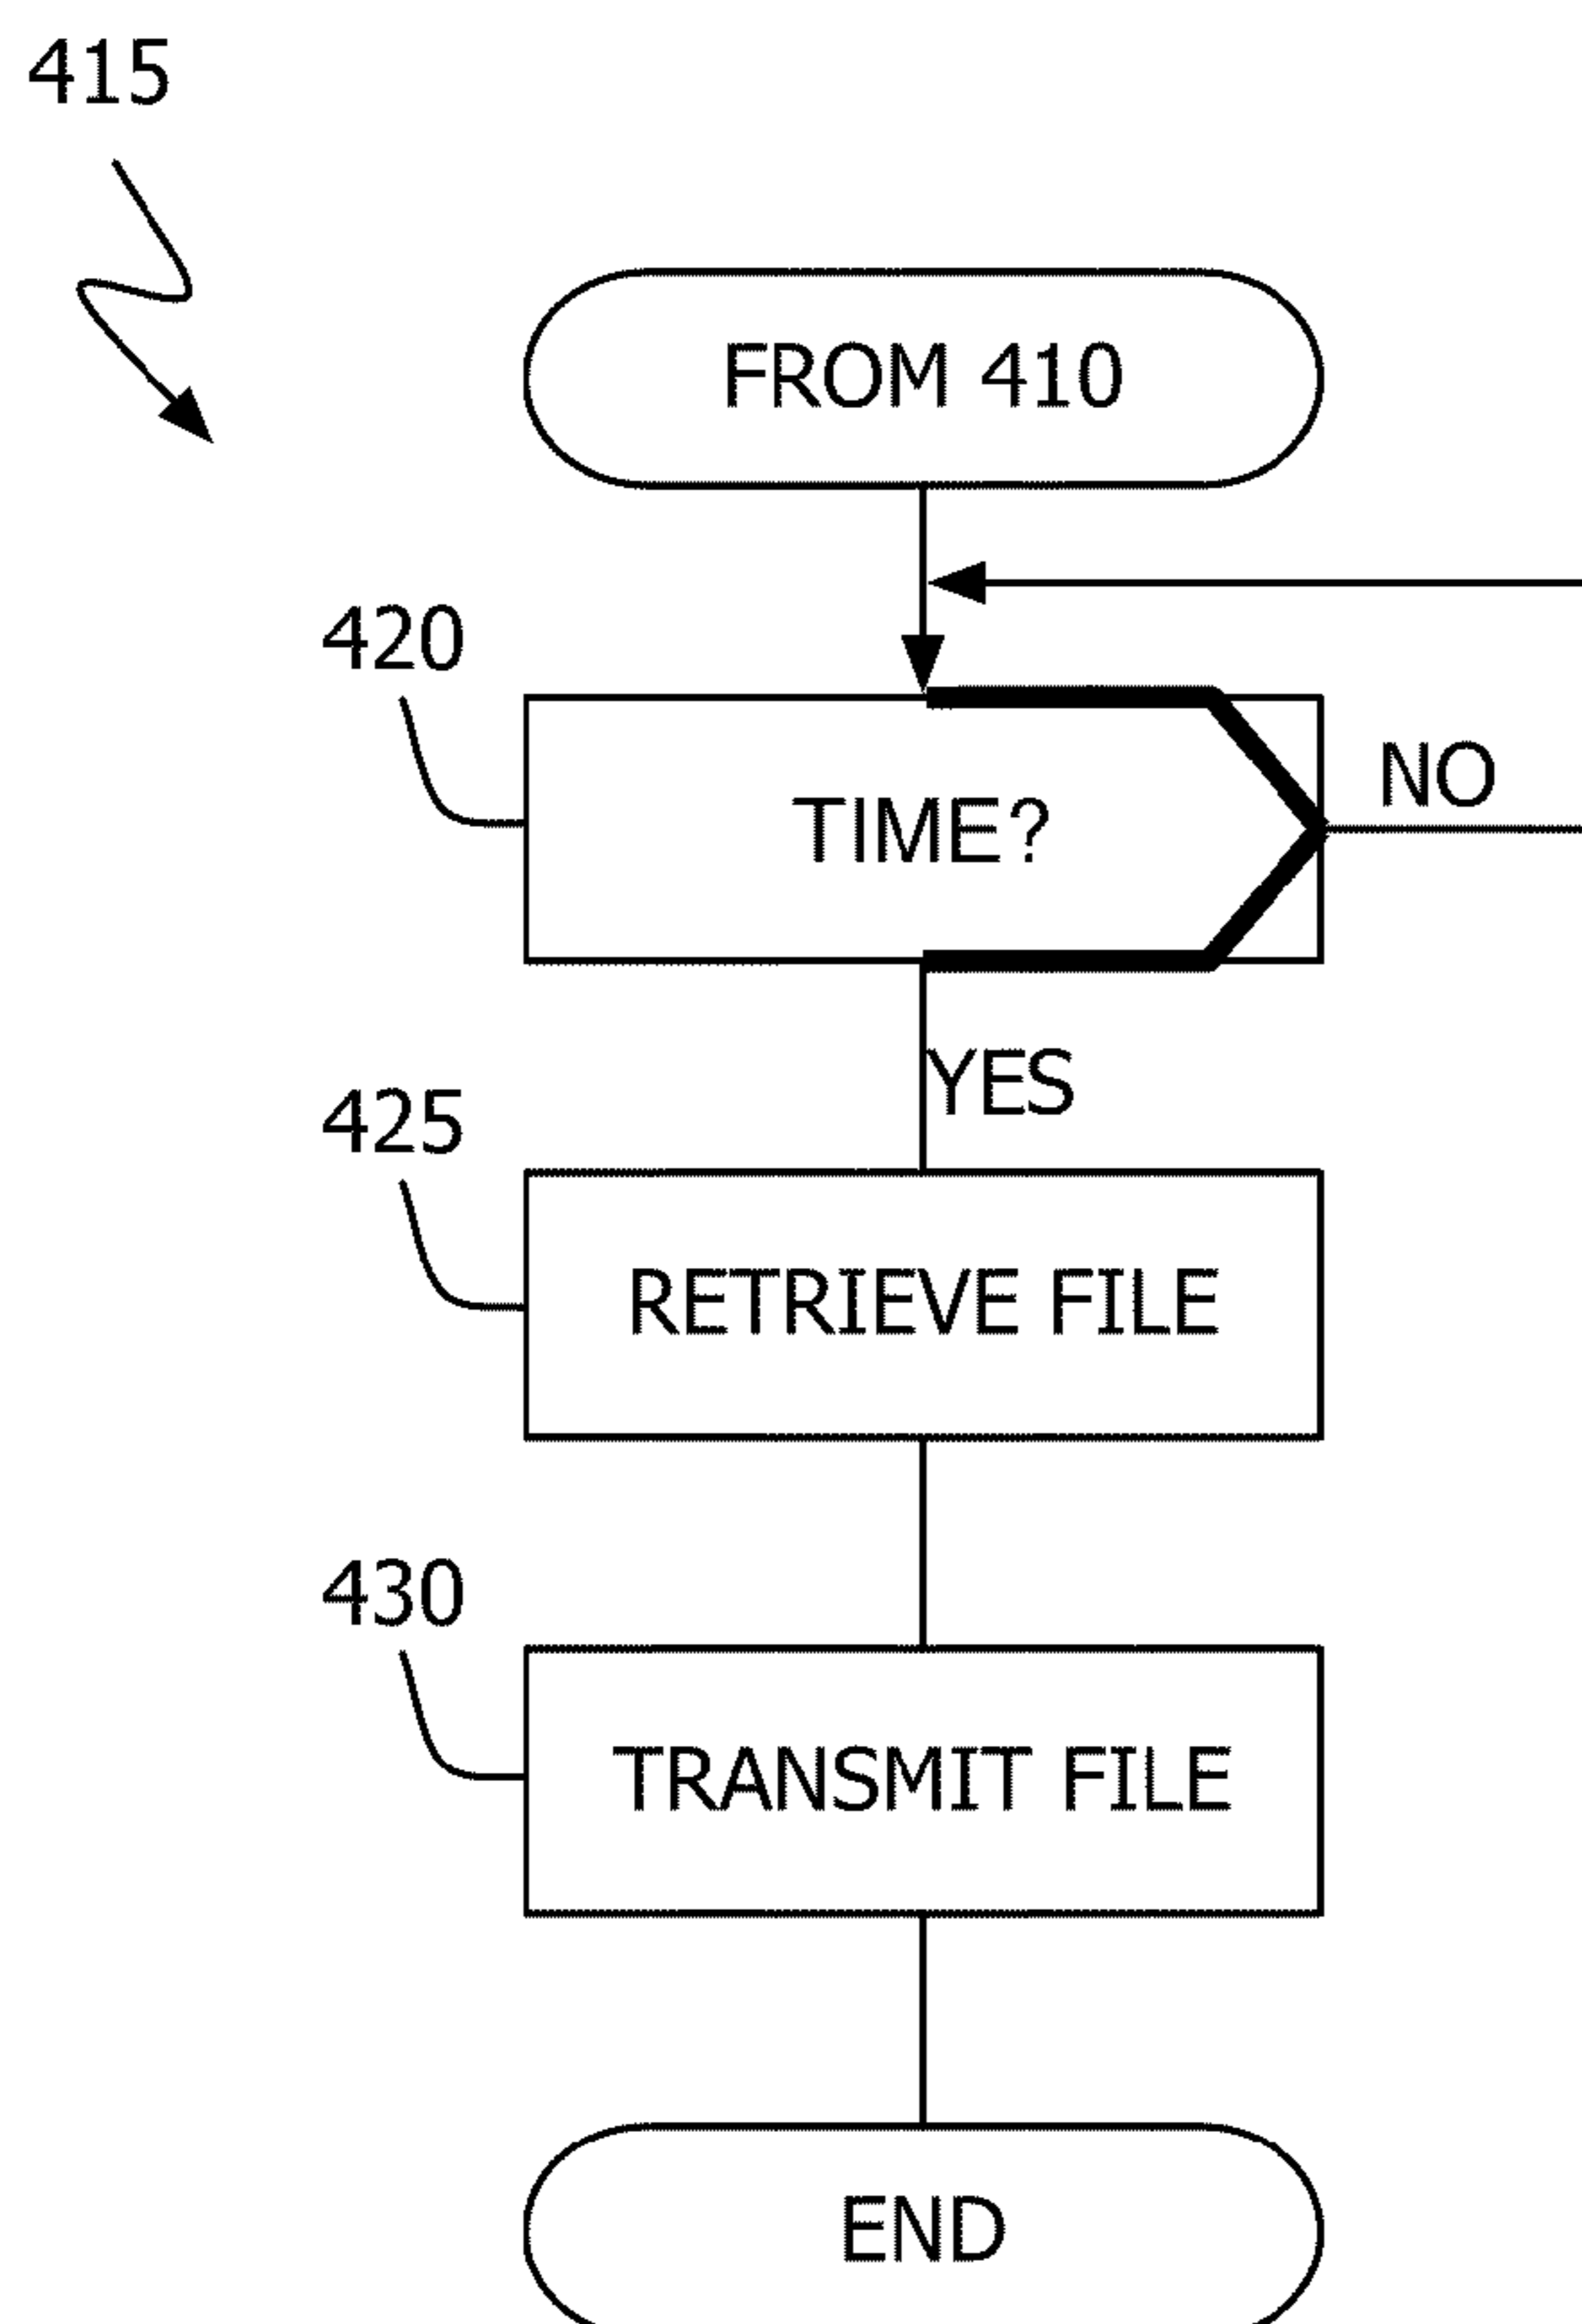 415
FROM 410
420
TIME?
NO
YES
425
RETRIEVE FILE
430
TRANSMIT FILE
END